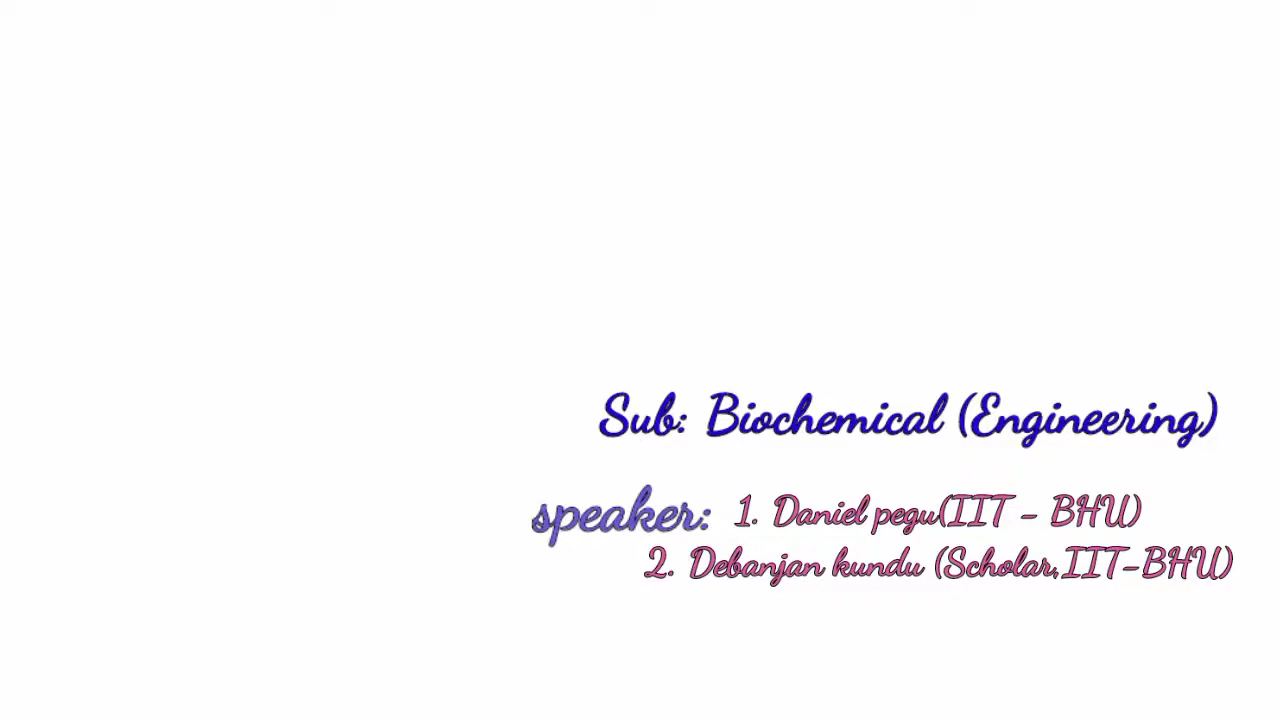 Sub: Biochemical (Engineering)
speaker: 1. Daniel pegu(IIT - BHU)
2. Debanjan kundu (Scholar,IIT-BHU)